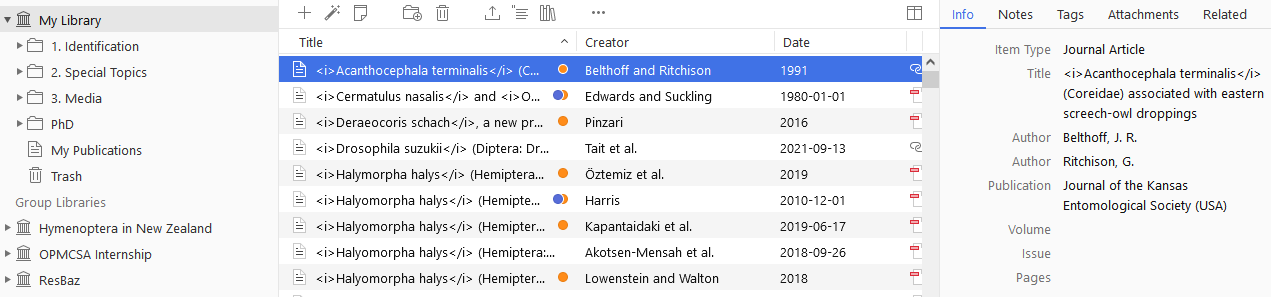 My Library
1. Identification
2. Special Topics
3. Media
PhD
My Publications
Trash
Group Libraries
Hymenoptera in New Zealand
OPMCSA Internship
ResBaz
Title Creator Date
<i>Acanthocephala terminalis</i> (C... Belthoff and Ritchison 1991
<i>Cermatulus nasalis</i> and <i>O... Edwards and Suckling 1980-01-01
<i>Deraeocoris schach</i>, a new pr... Pinzari 2016
<i>Drosophila suzukii</i> (Diptera: Dr... Tait et al. 2021-09-13
<i>Halymorpha halys</i> (Hemiptera... Öztemiz et al. 2019
<i>Halyomorpha halys</i> (Hemipte... Harris 2010-12-01
<i>Halyomorpha halys</i> (Hemipter... Kapantaidaki et al. 2019-06-17
<i>Halyomorpha halys</i> (Hemiptera:... Akotsen-Mensah et al. 2018-09-26
<i>Halyomorpha halys</i> (Hemipter... Lowenstein and Walton 2018
Info Notes Tags Attachments Related
Item Type Journal Article
Title <i>Acanthocephala terminalis</i>
(Coreidae) associated with eastern
screech-owl droppings
Author Belthoff, J. R.
Author Ritchison, G.
Publication Journal of the Kansas
Entomological Society (USA)
Volume
Issue
Pages